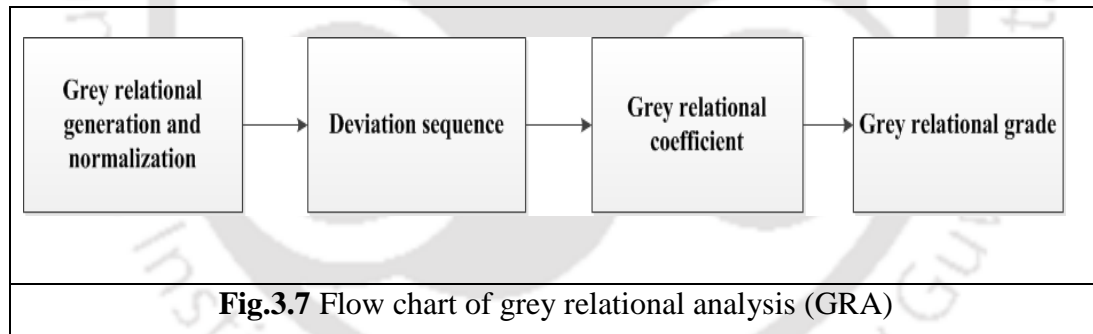 Grey relational
generation and
normalization
Deviation sequence
Grey relational
coefficient
Grey relational grade
Fig.3.7 Flow chart of grey relational analysis (GRA)